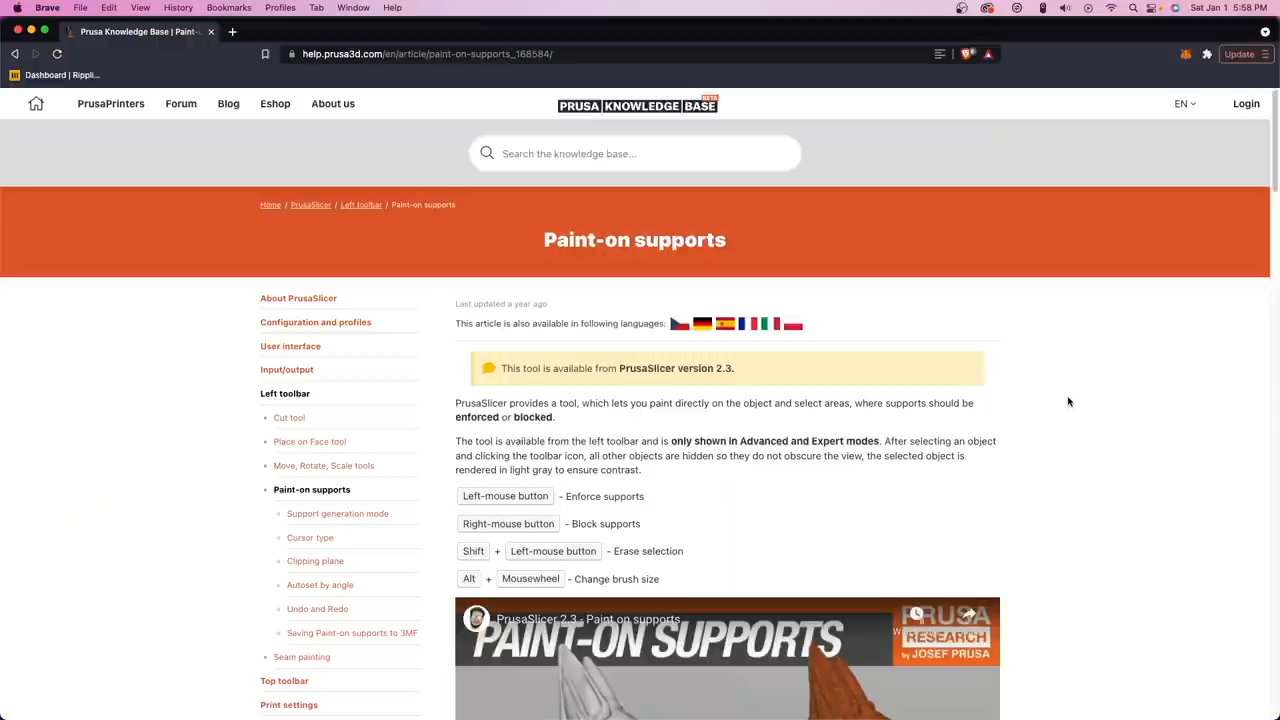 Brave File Edit View History Bookmarks Profiles Tab Window Help
Sat Jan 1 5:58 PM
Prusa Knowledge Base | Paint-
help.prusa3d.com/en/article/paint-on-supports_168584/
Update
Dashboard | Rippli...
PrusaPrinters Forum Blog Eshop About us
PRUSA KNOWLEDGE BASE
BETA
EN
Login
Search the knowledge base...
Home / PrusaSlicer / Left toolbar / Paint-on supports
Paint-on supports
About PrusaSlicer
Configuration and profiles
User interface
Input/output
Left toolbar
Cut tool
Place on Face tool
Move, Rotate, Scale tools
Paint-on supports
Support generation mode
Cursor type
Clipping plane
Autoset by angle
Undo and Redo
Saving Paint-on supports to 3MF
Seam painting
Top toolbar
Print settings
Last updated a year ago
This article is also available in following languages:
This tool is available from PrusaSlicer version 2.3.
PrusaSlicer provides a tool, which lets you paint directly on the object and select areas, where supports should be
enforced or blocked.
The tool is available from the left toolbar and is only shown in Advanced and Expert modes. After selecting an object
and clicking the toolbar icon, all other objects are hidden so they do not obscure the view, the selected object is
rendered in light gray to ensure contrast.
Left-mouse button - Enforce supports
Right-mouse button - Block supports
Shift + Left-mouse button - Erase selection
Alt + Mousewheel - Change brush size
PrusaSlicer 2.3 - Paint on supports
PAINT-ON SUPPORTS
PRUSA
RESEARCH
by JOSEF PRUSA